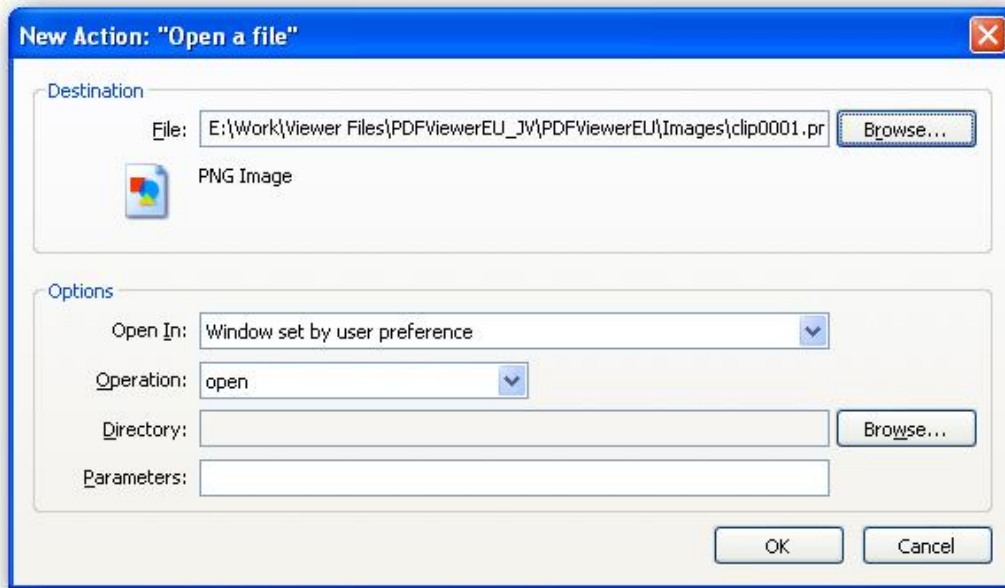 New Action: "Open a file"
Destination
File: E:\Work\Viewer Files\PDFViewerEU_JV\PDFViewerEU\Images\clip0001.pr Browse...
PNG Image
Options
Open In: Window set by user preference
Operation: open
Directory: Browse...
Parameters:
OK Cancel